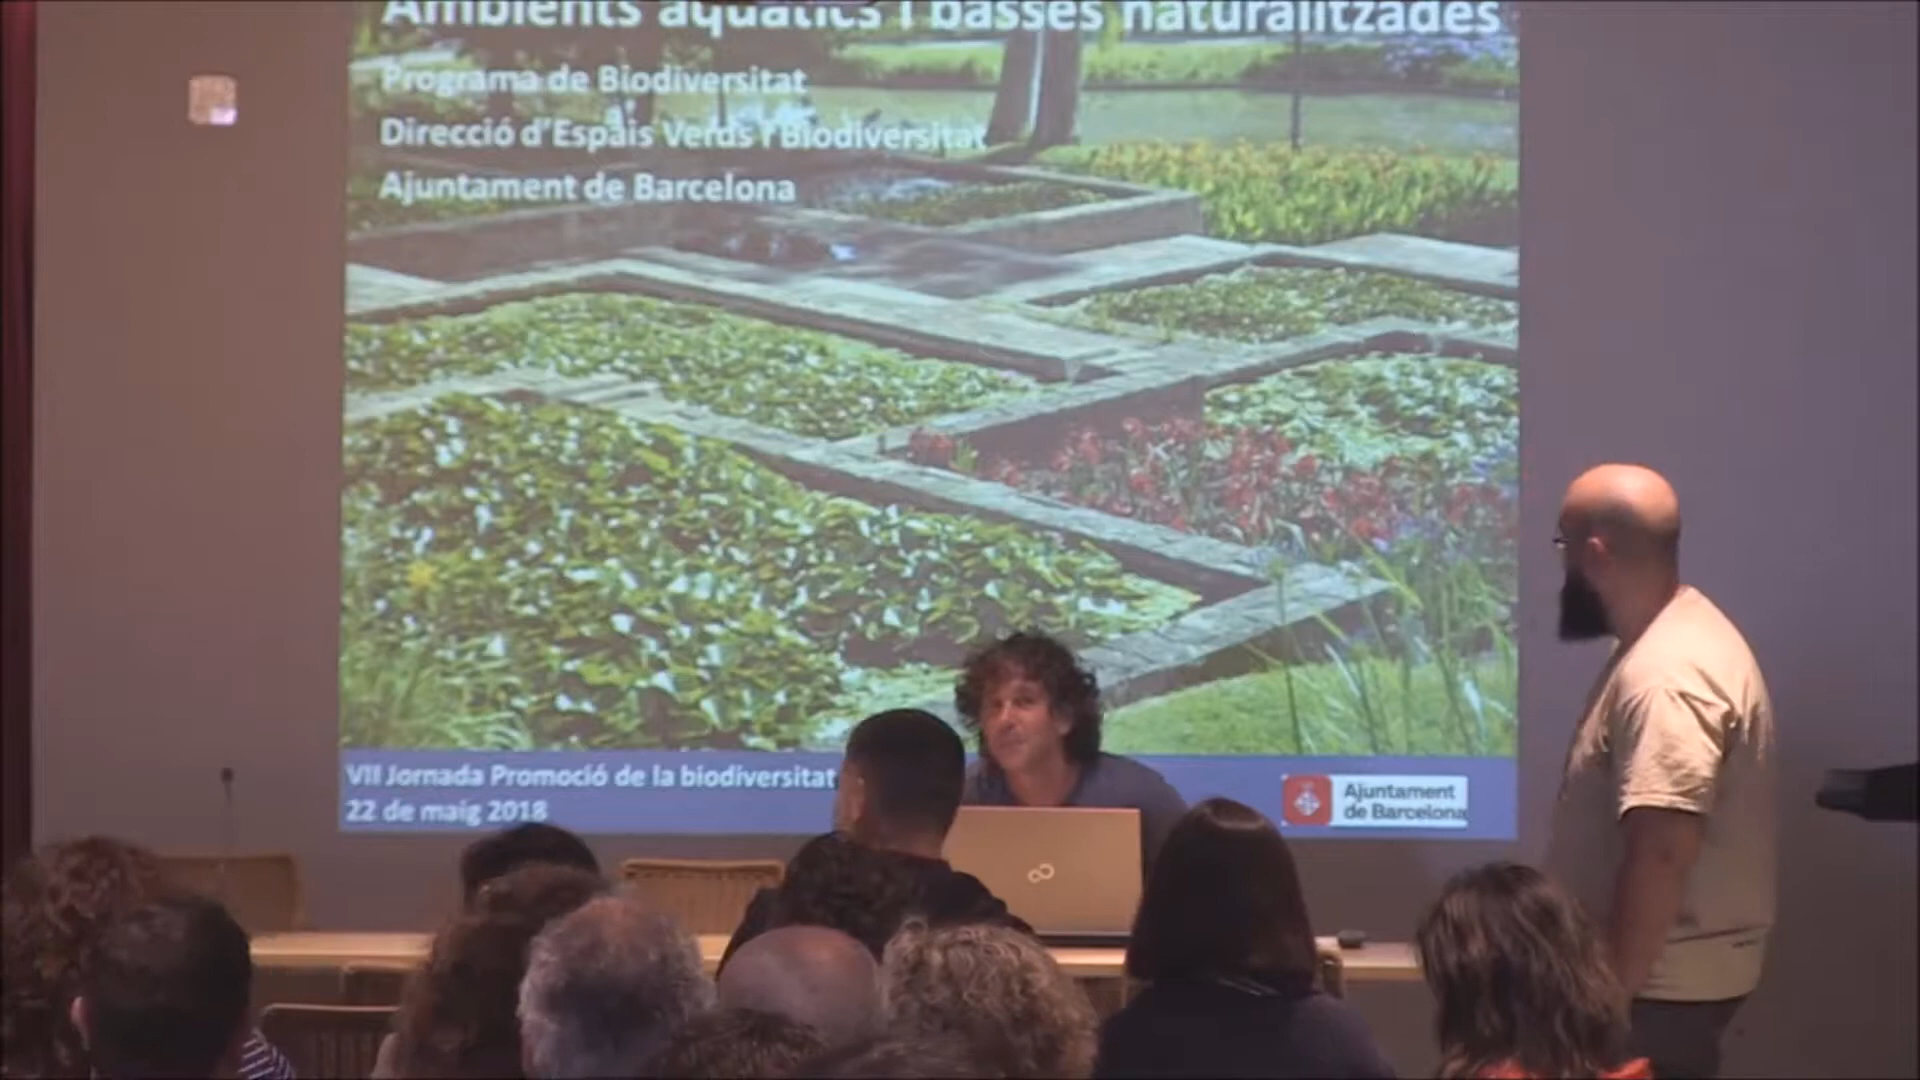 Ambients aquàtics i basses naturalitzades
Programa de Biodiversitat
Direcció d'Espais Verds i Biodiversitat
Ajuntament de Barcelona
VII Jornada Promoció de la biodiversitat
22 de maig 2018
Ajuntament
de Barcelona